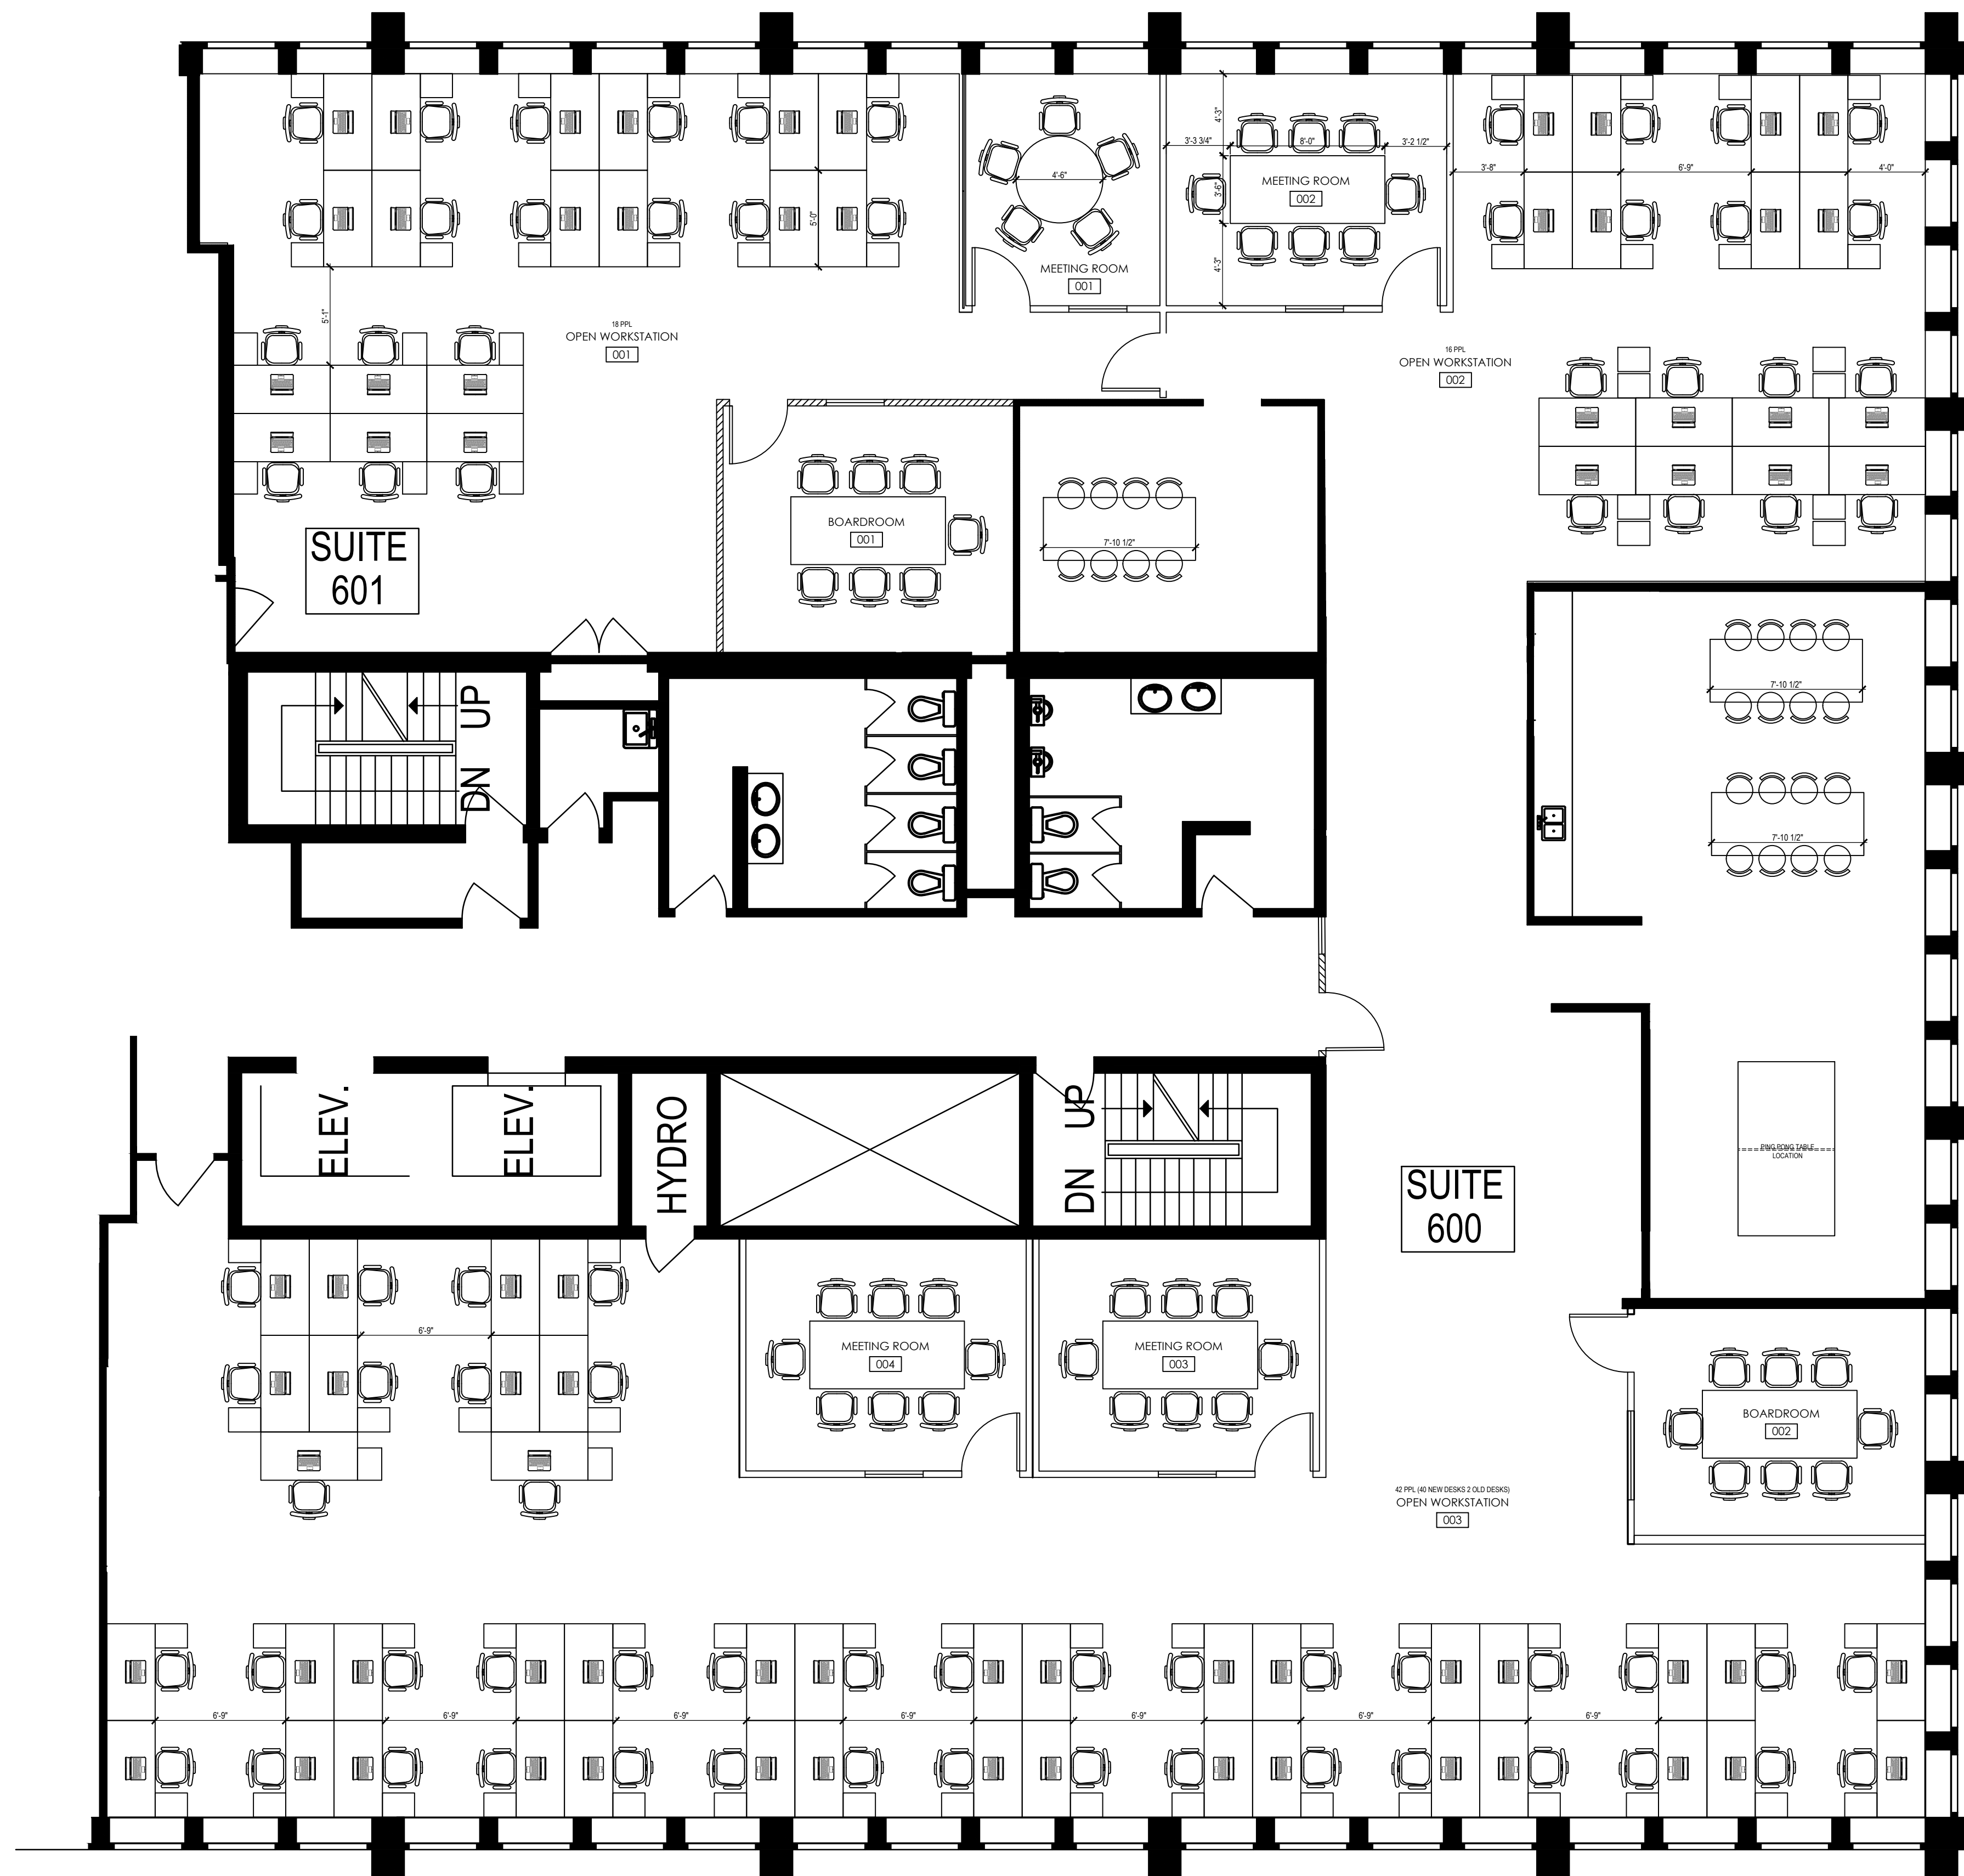 4'-3"
3'-3 3/4"
8'-0"
3'-2 1/2"
3'-8"
6'-9"
4'-0"
4'-6"
MEETING ROOM
002
3'-6"
5'-0"
4'-3"
MEETING ROOM
001
5'-1"
18 PPL
OPEN WORKSTATION
001
16 PPL
OPEN WORKSTATION
002
BOARDROOM
001
7'-10 1/2"
SUITE
601
UP
DN
7'-10 1/2"
7'-10 1/2"
ELEV.
ELEV.
HYDRO
UP
DN
PING PONG TABLE
LOCATION
SUITE
600
6'-9"
MEETING ROOM
004
MEETING ROOM
003
BOARDROOM
002
42 PPL (40 NEW DESKS 2 OLD DESKS)
OPEN WORKSTATION
003
6'-9"
6'-9"
6'-9"
6'-9"
6'-9"
6'-9"
6'-9"